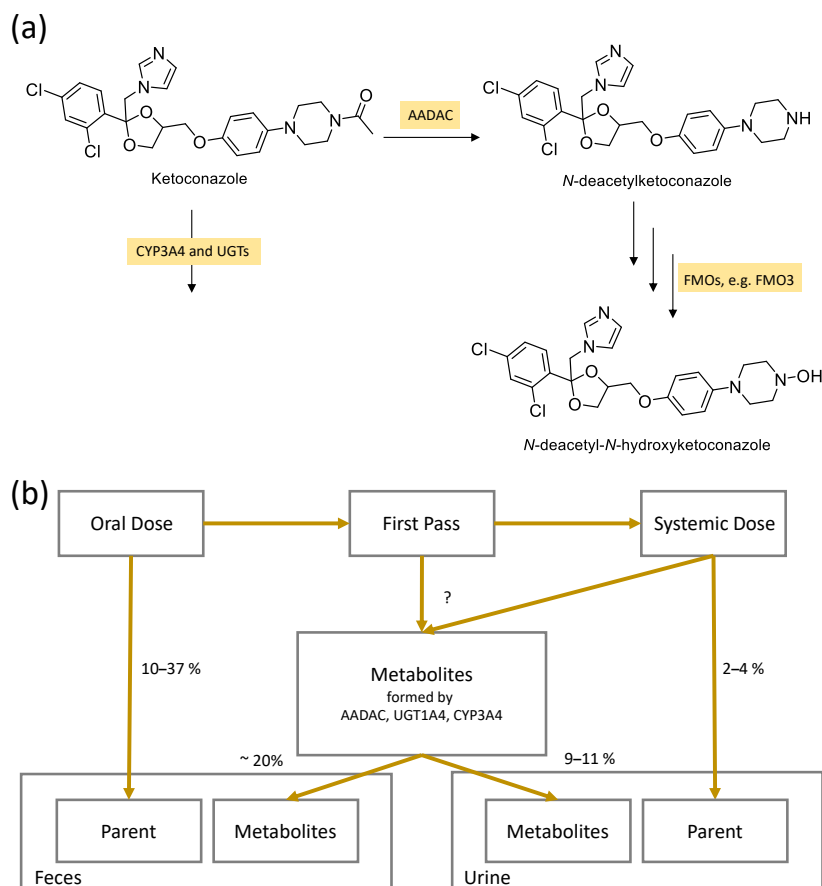 (a)
N
N
Cl
O
O
Cl
O
N
N
O
Ketoconazole
AADAC
N
N
Cl
O
O
Cl
O
N
NH
N-deacetylketoconazole
CYP3A4 and UGTs
FMOs, e.g. FMO3
N
N
Cl
O
O
Cl
O
N
N-OH
N-deacetyl-N-hydroxyketoconazole
(b)
Oral Dose
First Pass
Systemic Dose
?
10–37 %
Metabolites
formed by
AADAC, UGT1A4, CYP3A4
2–4 %
~ 20%
9–11 %
Parent
Metabolites
Feces
Metabolites
Parent
Urine